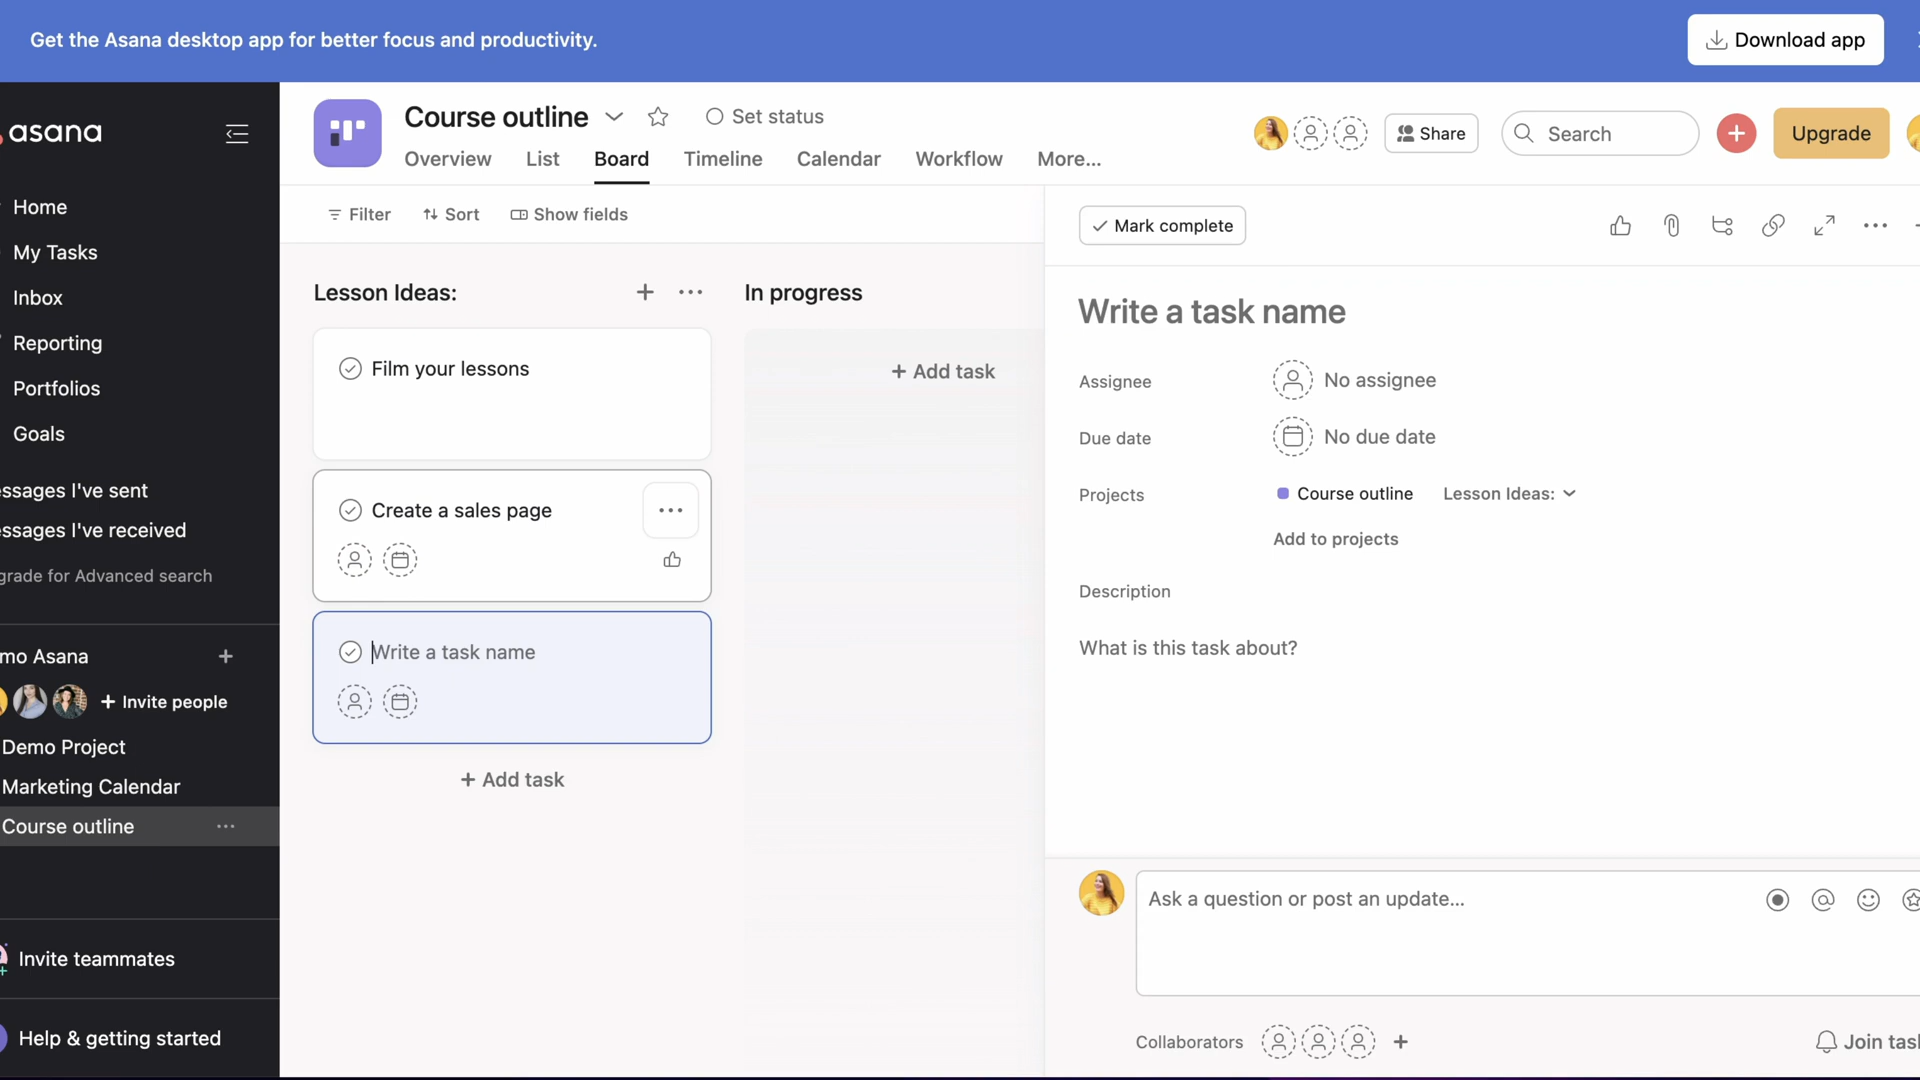 Get the Asana desktop app for better focus and productivity.
Download app
asana
Home
My Tasks
Inbox
Reporting
Portfolios
Goals
ssages I've sent
ssages I've received
grade for Advanced search
mo Asana
+ Invite people
Demo Project
Marketing Calendar
Course outline
Invite teammates
Help & getting started
Course outline
Set status
Overview List Board Timeline Calendar Workflow More...
Share
Search
Upgrade
Filter Sort Show fields
Lesson Ideas:
Film your lessons
Create a sales page
Write a task name
+ Add task
In progress
+ Add task
Mark complete
Write a task name
Assignee No assignee
Due date No due date
Projects Course outline Lesson Ideas:
Add to projects
Description
What is this task about?
Ask a question or post an update...
Collaborators
Join tas